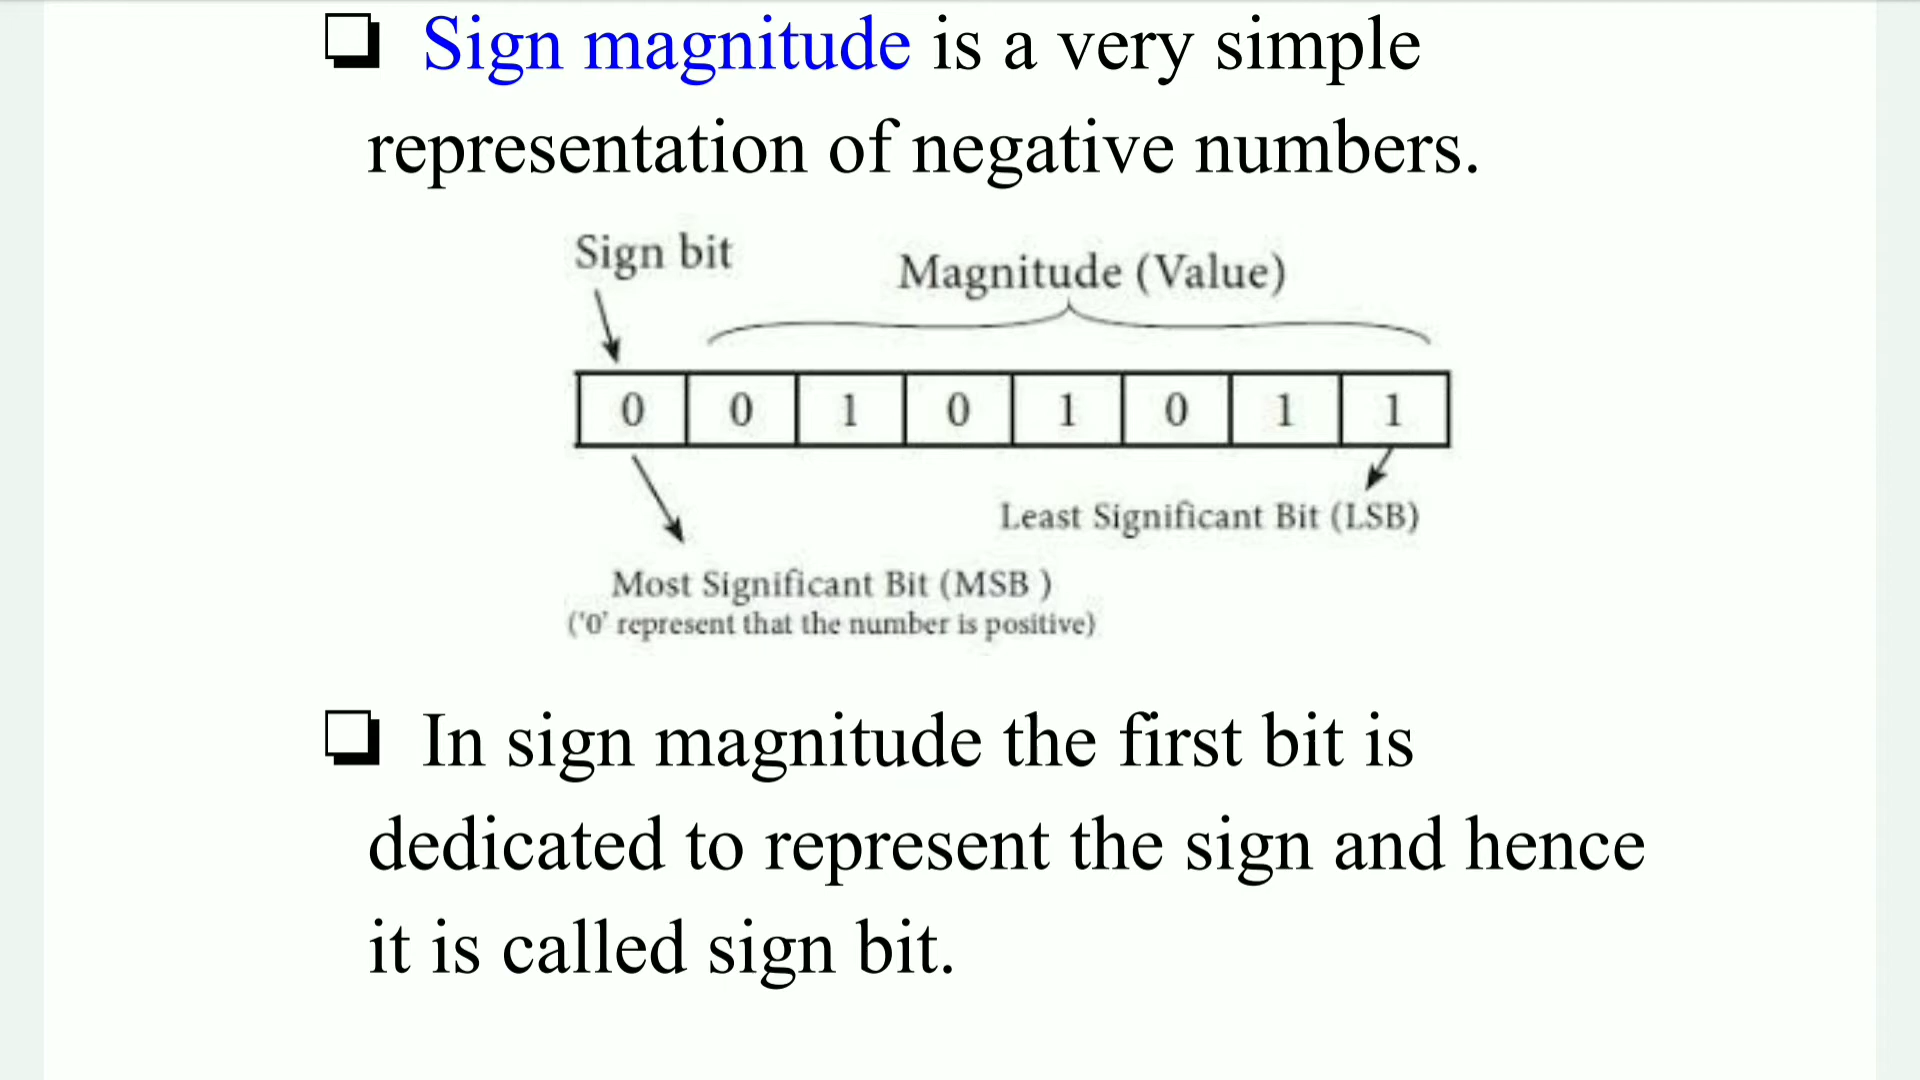 ❑ Sign magnitude is a very simple
representation of negative numbers.
Sign bit
Magnitude (Value)
0 0 1 0 1 0 1 1
Least Significant Bit (LSB)
Most Significant Bit (MSB )
('0' represent that the number is positive)
❑ In sign magnitude the first bit is
dedicated to represent the sign and hence
it is called sign bit.